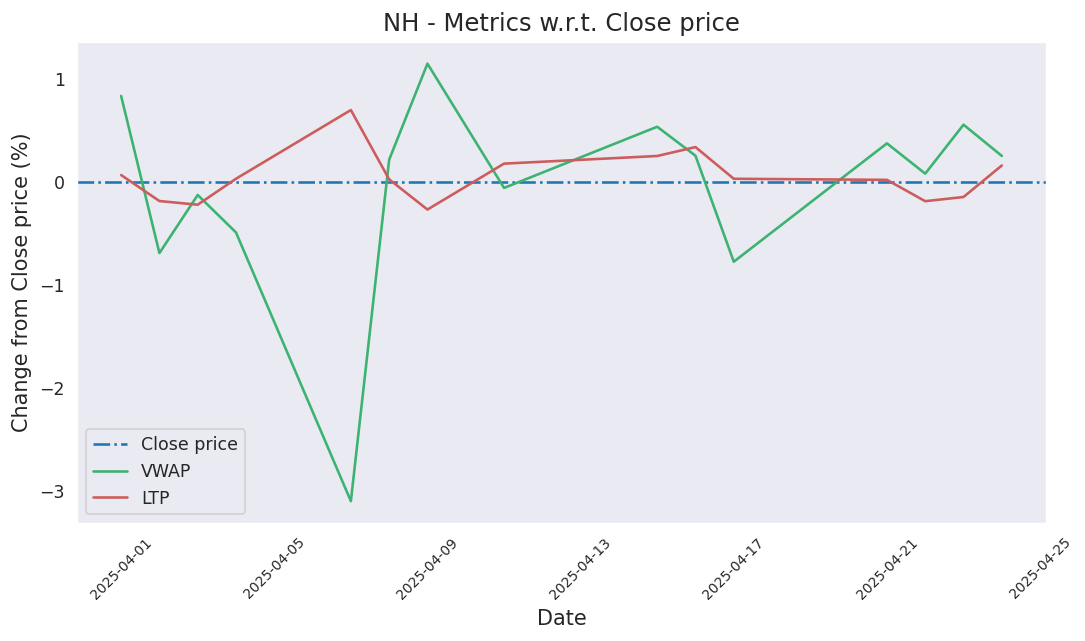 NH - Metrics w.r.t. Close price
Change from Close price (%)
1
0
−1
−2
−3
Close price
VWAP
LTP
2025-04-01
2025-04-05
2025-04-09
2025-04-13
2025-04-17
2025-04-21
2025-04-25
Date